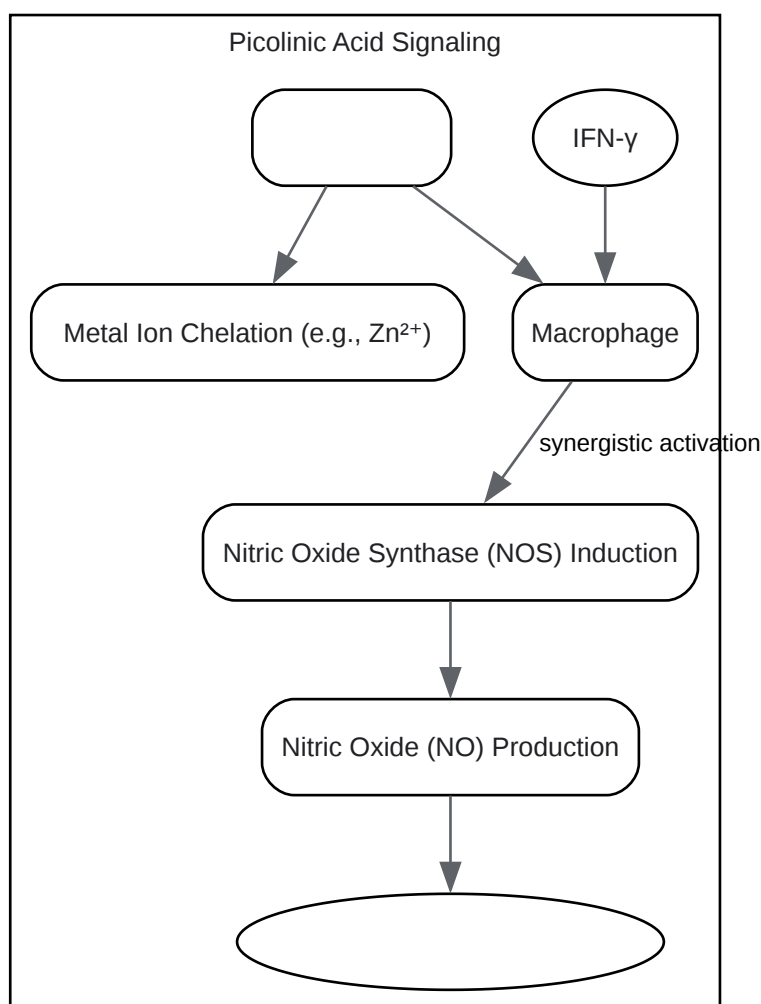 Picolinic Acid Signaling
IFN-γ
Metal Ion Chelation (e.g., Zn²⁺)
Macrophage
synergistic activation
Nitric Oxide Synthase (NOS) Induction
Nitric Oxide (NO) Production